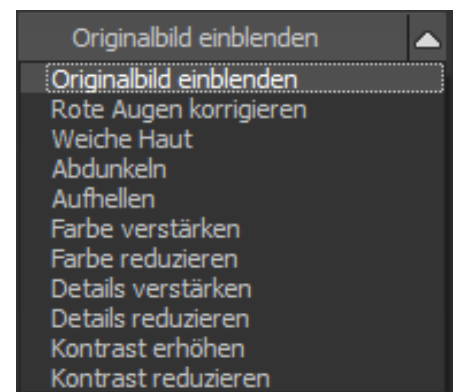 Originalbild einblenden
Originalbild einblenden
Rote Augen korrigieren
Weiche Haut
Abdunkeln
Aufhellen
Farbe verstärken
Farbe reduzieren
Details verstärken
Details reduzieren
Kontrast erhöhen
Kontrast reduzieren